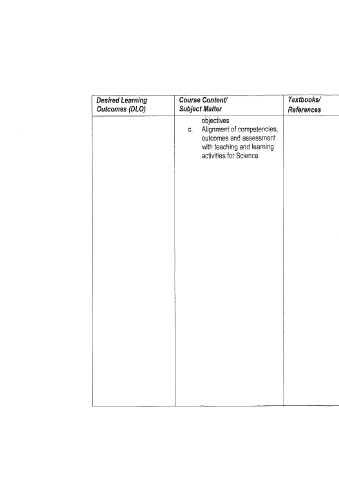 Desired Learning
Outcomes (DLO)
Course Content/
Subject Matter
Textbooks/
References
objectives
c. Alignment of competencies,
outcomes and assessment
with teaching and learning
activities for Science